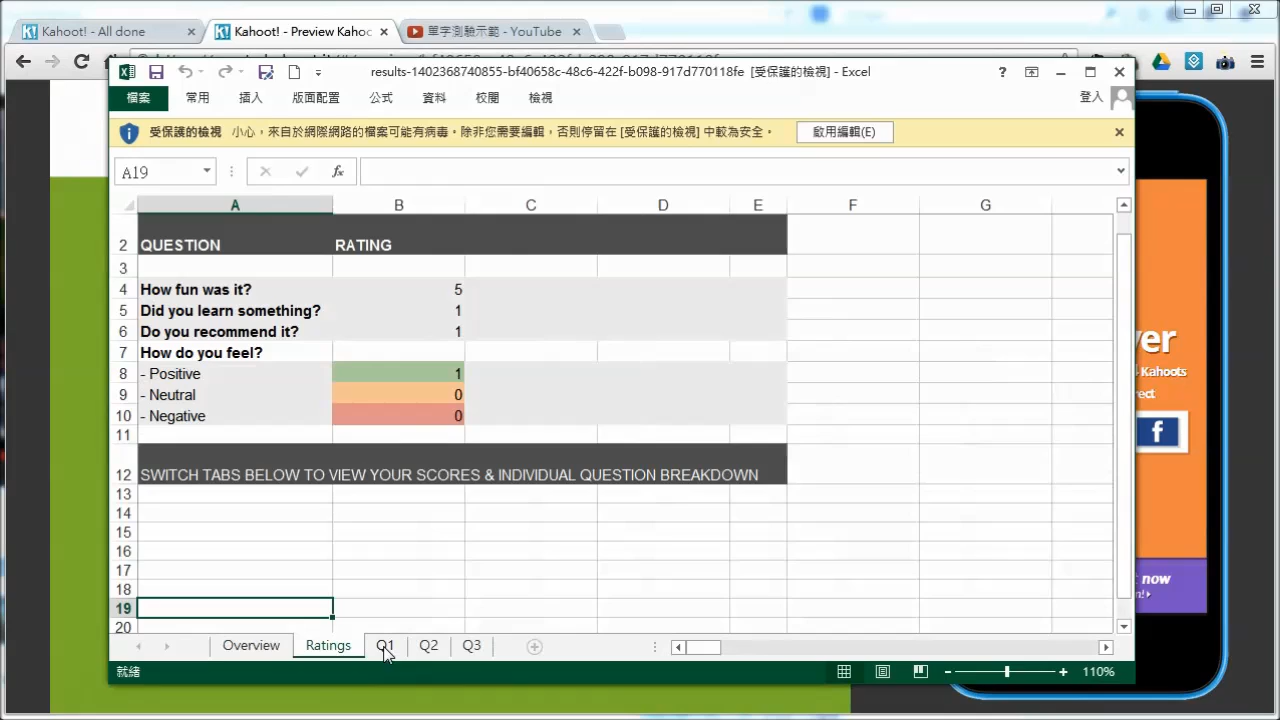 Kahoot! - All done
Kahoot! - Preview Kaho
單字測驗示範 - YouTube
results-1402368740855-bf40658e-48c6-422f-b098-917d770118fe [受保護的檢視] - Excel
檔案 常用 插入 版面配置 公式 資料 校閱 檢視 登入
受保護的檢視 小心，來自於網際網路的檔案可能有病毒。除非您需要編輯，否則停留在 [受保護的檢視] 中較為安全。 啟用編輯(E)
A19 fx
A B C D E F G
2 QUESTION RATING
3
4 How fun was it? 5
5 Did you learn something? 1
6 Do you recommend it? 1
7 How do you feel?
8 - Positive 1
9 - Neutral 0
10 - Negative 0
11
12 SWITCH TABS BELOW TO VIEW YOUR SCORES & INDIVIDUAL QUESTION BREAKDOWN
13
14
15
16
17
18
19
20
Overview Ratings Q1 Q2 Q3
就緒 110%
ver
Kahoots
rect
f
now
n!